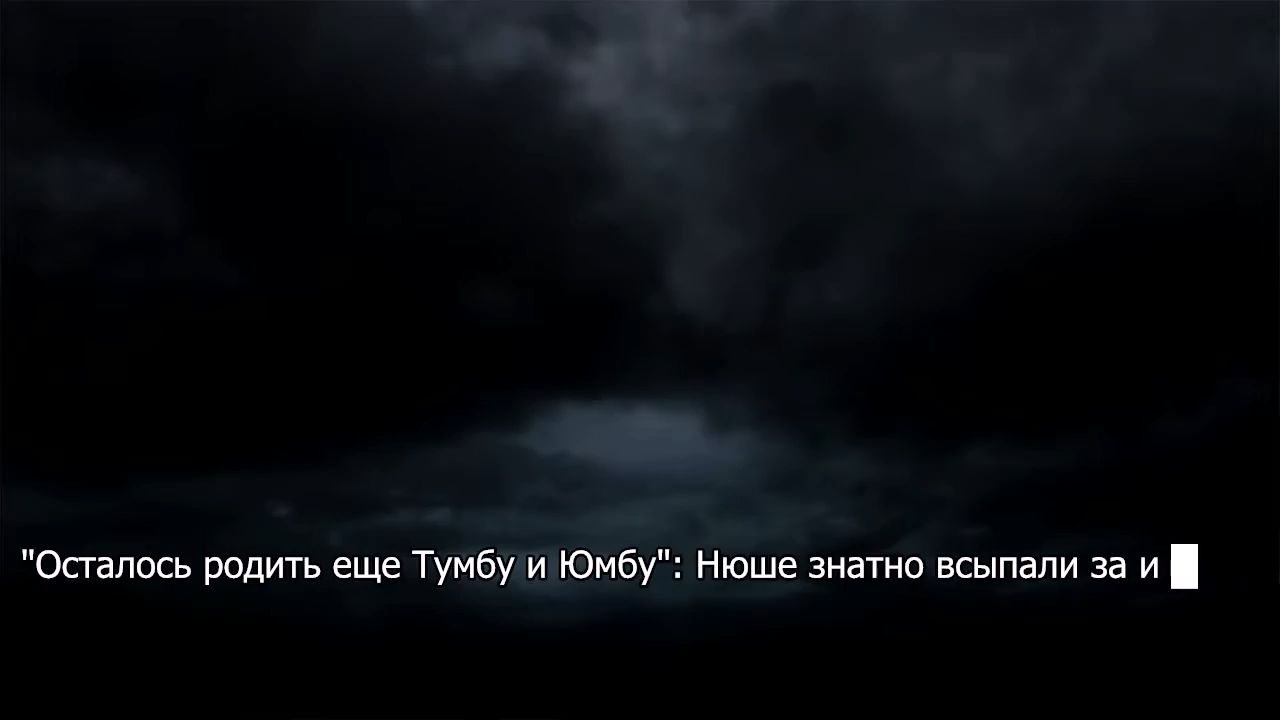 "Осталось родить еще Тумбу и Юмбу": Нюше знатно всыпали за и